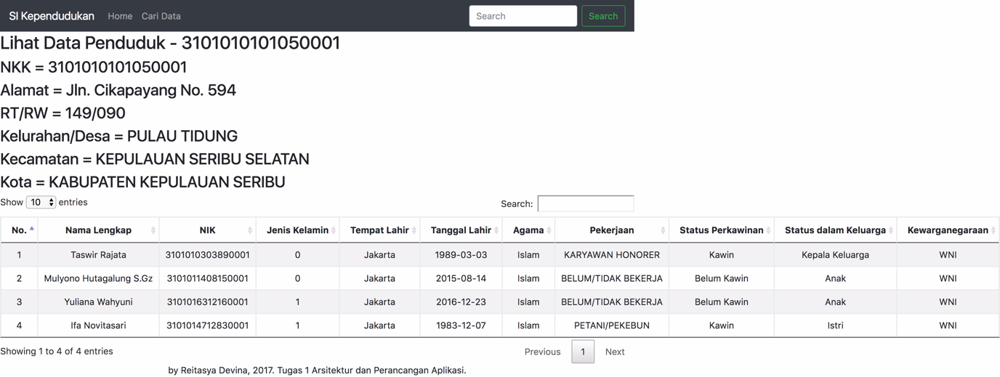 SI Kependudukan Home Cari Data Search Search
Lihat Data Penduduk - 3101010101050001
NKK = 3101010101050001
Alamat = Jln. Cikapayang No. 594
RT/RW = 149/090
Kelurahan/Desa = PULAU TIDUNG
Kecamatan = KEPULAUAN SERIBU SELATAN
Kota = KABUPATEN KEPULAUAN SERIBU
Show 10 entries Search:
No. Nama Lengkap NIK Jenis Kelamin Tempat Lahir Tanggal Lahir Agama Pekerjaan Status Perkawinan Status dalam Keluarga Kewarganegaraan
1 Taswir Rajata 3101010303890001 0 Jakarta 1989-03-03 Islam KARYAWAN HONORER Kawin Kepala Keluarga WNI
2 Mulyono Hutagalung S.Gz 3101011408150001 0 Jakarta 2015-08-14 Islam BELUM/TIDAK BEKERJA Belum Kawin Anak WNI
3 Yuliana Wahyuni 3101016312160001 1 Jakarta 2016-12-23 Islam BELUM/TIDAK BEKERJA Belum Kawin Anak WNI
4 Ifa Novitasari 3101014712830001 1 Jakarta 1983-12-07 Islam PETANI/PEKEBUN Kawin Istri WNI
Showing 1 to 4 of 4 entries Previous 1 Next
by Reitasya Devina, 2017. Tugas 1 Arsitektur dan Perancangan Aplikasi.